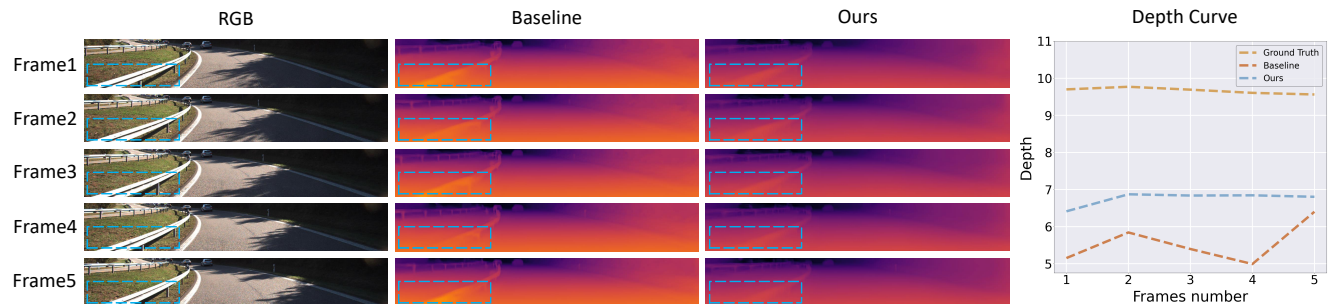 RGB Baseline Ours Depth Curve
Frame1
Frame2
Frame3
Frame4
Frame5
11
10
9
8
7
6
5
Depth
Ground Truth
Baseline
Ours
1 2 3 4 5
Frames number